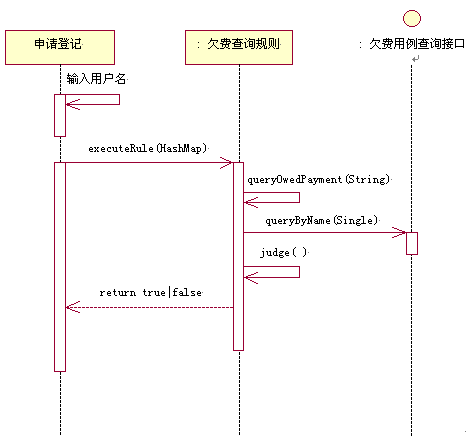 申请登记
: 欠费查询规则
: 欠费用例查询接口
输入用户名
executeRule(HashMap)
queryOwedPayment(String)
queryByName(Single)
judge( )
return true|false